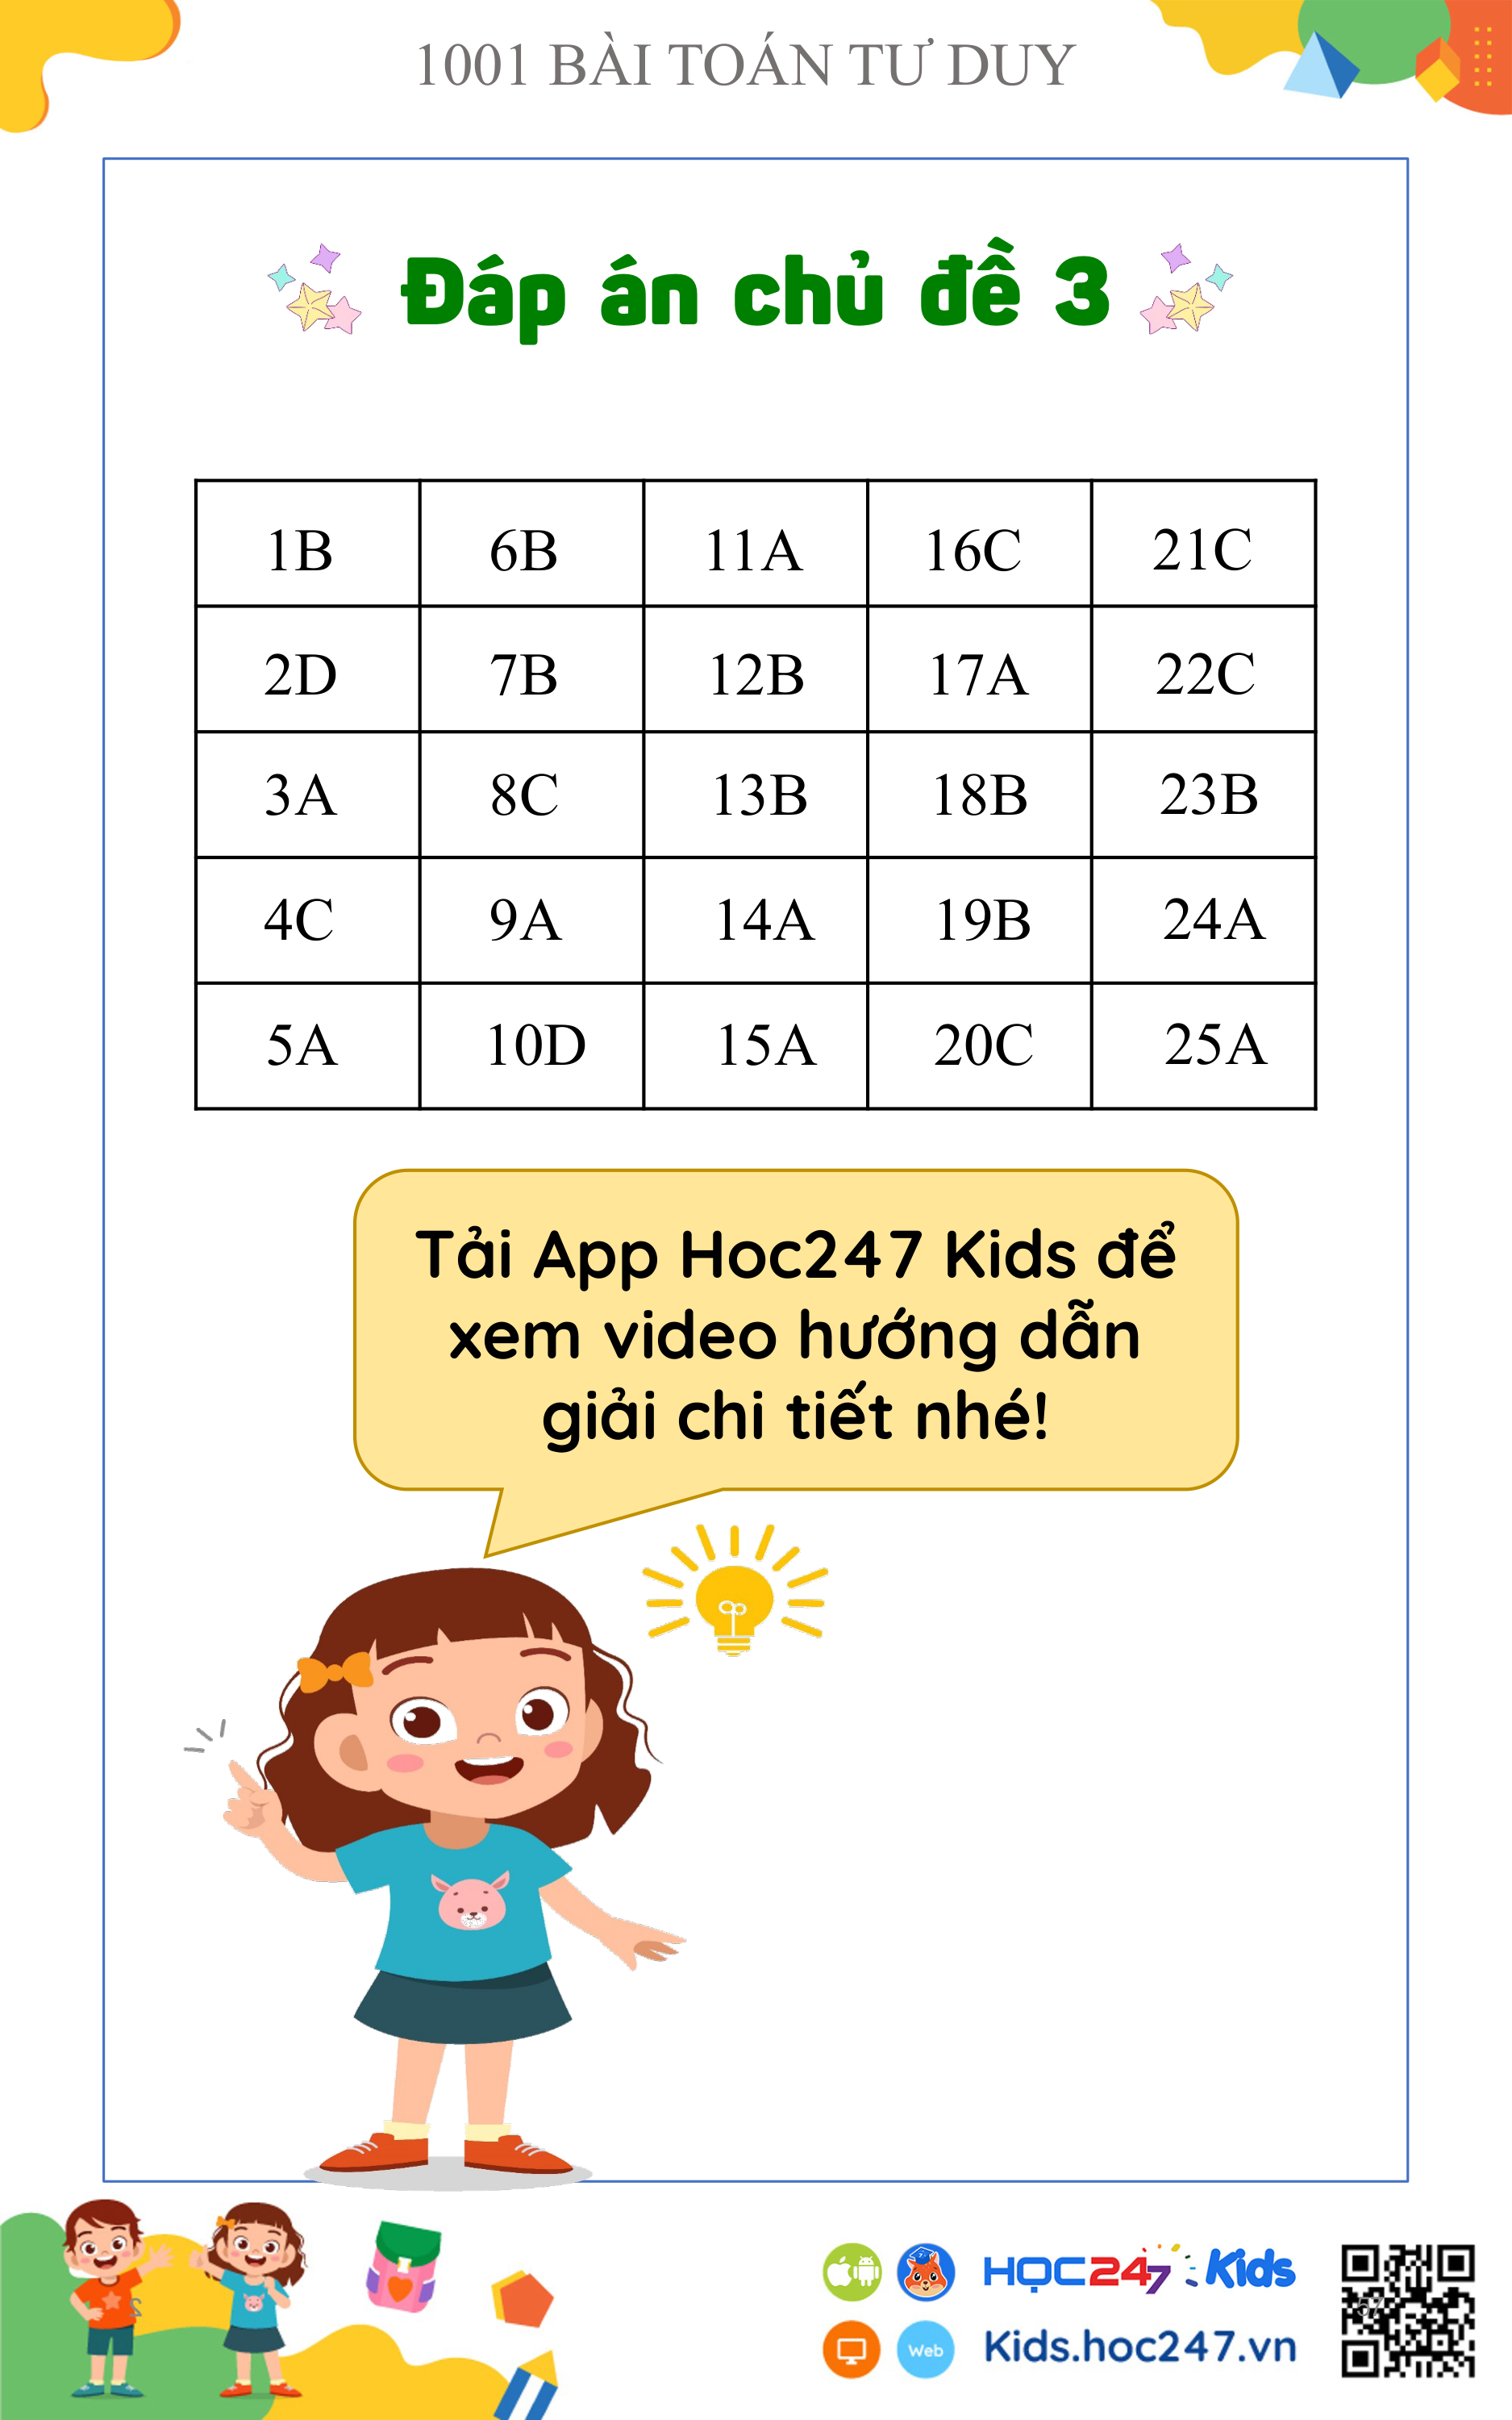 1001 BÀI TOÁN TƯ DUY
Đáp án chủ đề 3
1B 6B 11A 16C 21C
2D 7B 12B 17A 22C
3A 8C 13B 18B 23B
4C 9A 14A 19B 24A
5A 10D 15A 20C 25A
Tải App Hoc247 Kids để
xem video hướng dẫn
giải chi tiết nhé!
2
HỌC247 Kids
57
Web
Kids.hoc247.vn